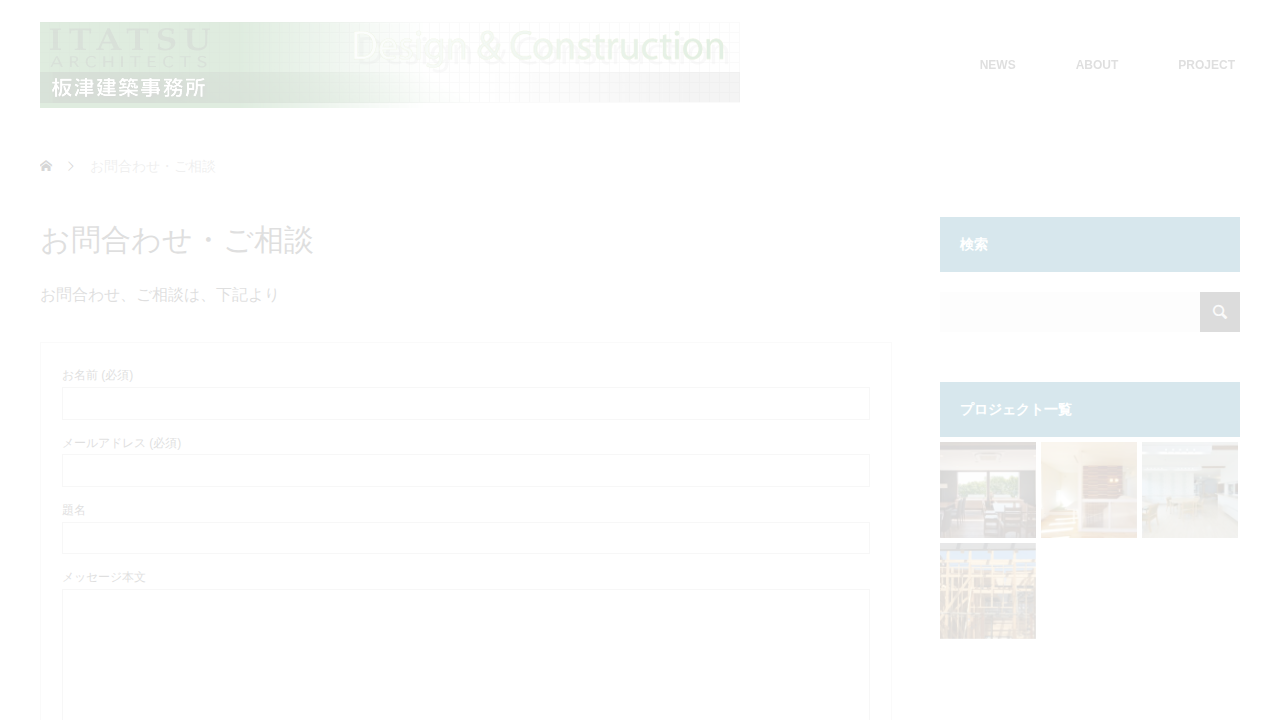 ITATSU
ARCHITECTS
Design & Construction
板津建築事務所
NEWS
ABOUT
PROJECT
お問合わせ・ご相談
お問合わせ・ご相談
お問合わせ、ご相談は、下記より
お名前 (必須)
メールアドレス (必須)
題名
メッセージ本文
検索
プロジェクト一覧